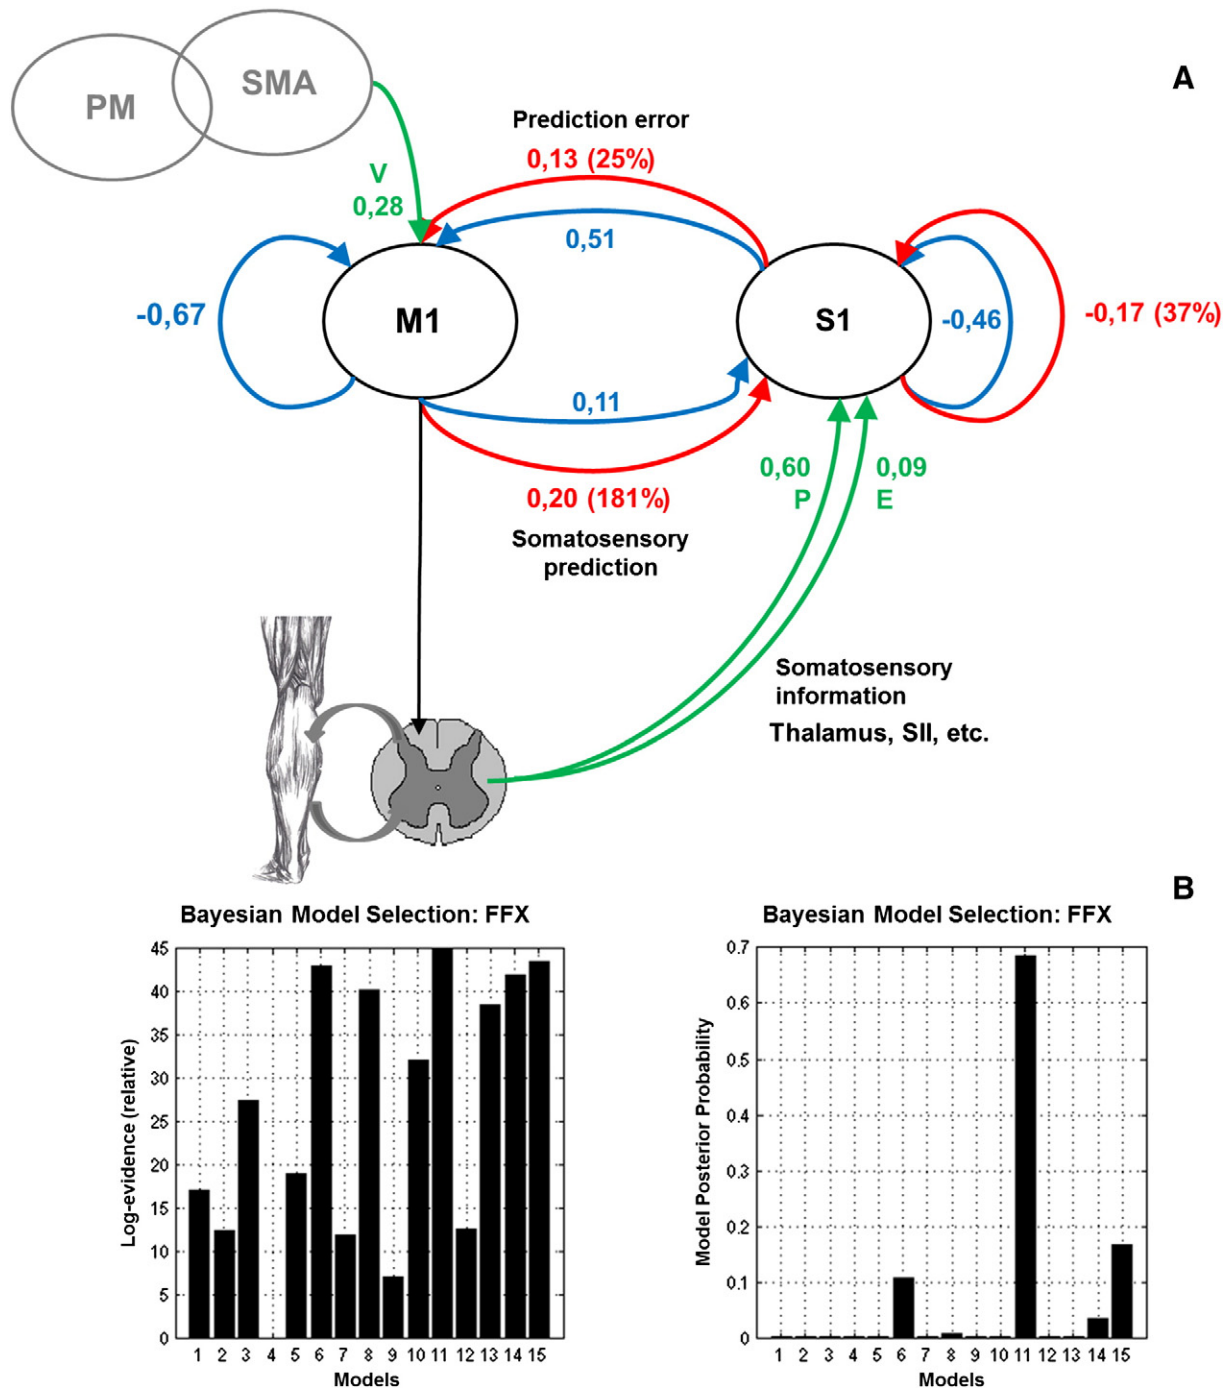 A
PM
SMA
Prediction error
0,13 (25%)
V
0,28
0,51
-0,67
M1
S1
-0,46
-0,17 (37%)
0,11
0,60
P
0,09
E
0,20 (181%)
Somatosensory
prediction
Somatosensory
information
Thalamus, SII, etc.
B
Bayesian Model Selection: FFX
45
40
35
30
25
20
15
10
5
0
Log-evidence (relative)
1 2 3 4 5 6 7 8 9 10 11 12 13 14 15
Models
Bayesian Model Selection: FFX
0.7
0.6
0.5
0.4
0.3
0.2
0.1
0
Model Posterior Probability
1 2 3 4 5 6 7 8 9 10 11 12 13 14 15
Models